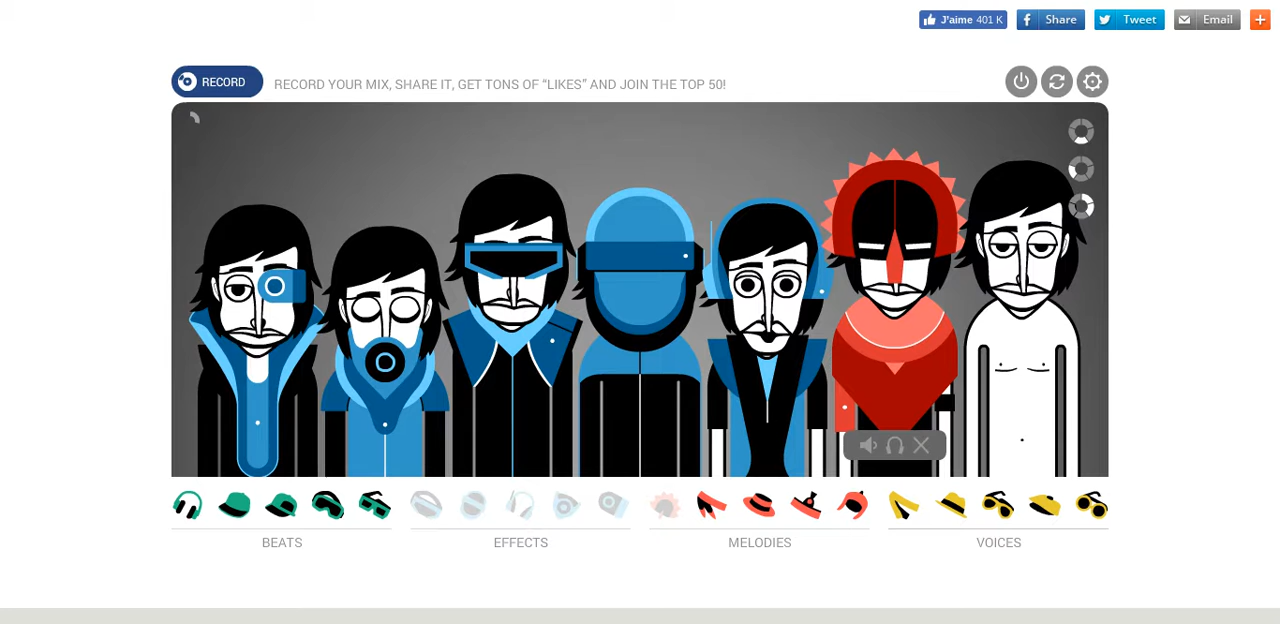 J'aime 401 K
Share
Tweet
Email
RECORD
RECORD YOUR MIX, SHARE IT, GET TONS OF “LIKES” AND JOIN THE TOP 50!
BEATS
EFFECTS
MELODIES
VOICES